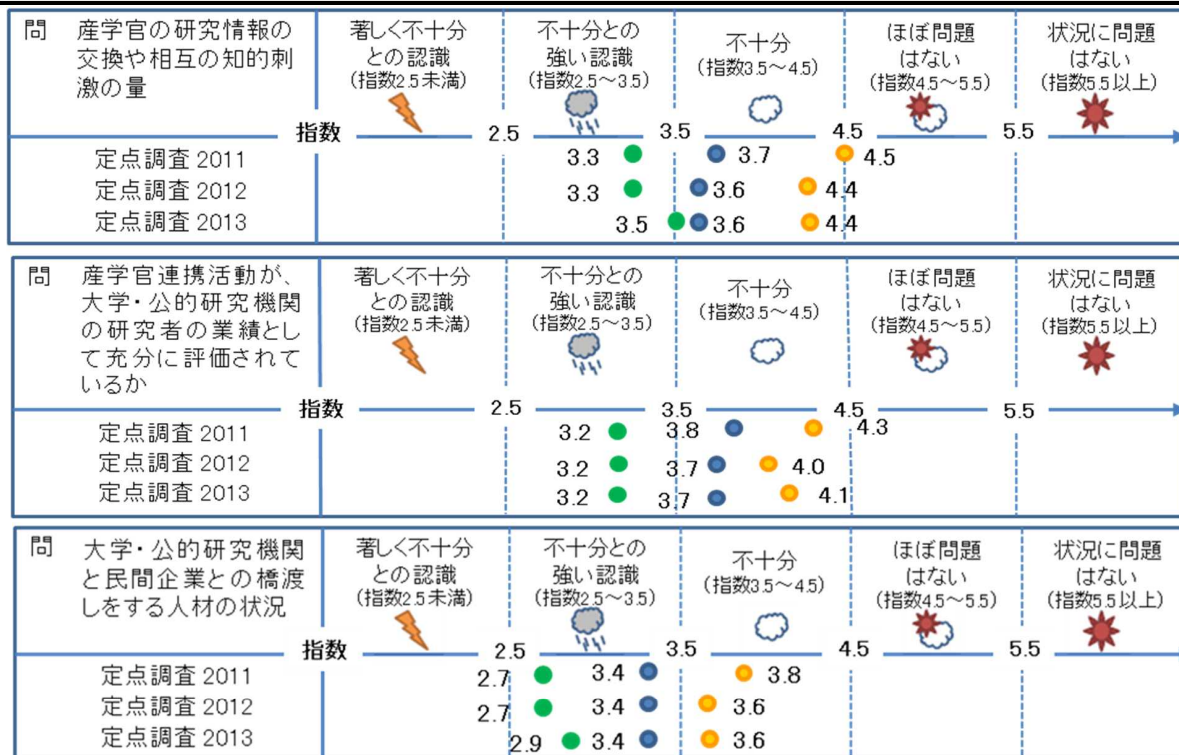 問 産学官の研究情報の
交換や相互の知的刺
激の量
著しく不十分
との認識
(指数2.5未満)
不十分との
強い認識
(指数2.5～3.5)
不十分
(指数3.5～4.5)
ほぼ問題
はない
(指数4.5～5.5)
状況に問題
はない
(指数5.5以上)
指数 2.5 3.5 4.5 5.5
定点調査 2011 3.3 3.7 4.5
定点調査 2012 3.3 3.6 4.4
定点調査 2013 3.5 3.6 4.4
問 産学官連携活動が、
大学・公的研究機関
の研究者の業績とし
て充分に評価されて
いるか
著しく不十分
との認識
(指数2.5未満)
不十分との
強い認識
(指数2.5～3.5)
不十分
(指数3.5～4.5)
ほぼ問題
はない
(指数4.5～5.5)
状況に問題
はない
(指数5.5以上)
指数 2.5 3.5 4.5 5.5
定点調査 2011 3.2 3.8 4.3
定点調査 2012 3.2 3.7 4.0
定点調査 2013 3.2 3.7 4.1
問 大学・公的研究機関
と民間企業との橋渡
しをする人材の状況
著しく不十分
との認識
(指数2.5未満)
不十分との
強い認識
(指数2.5～3.5)
不十分
(指数3.5～4.5)
ほぼ問題
はない
(指数4.5～5.5)
状況に問題
はない
(指数5.5以上)
指数 2.5 3.5 4.5 5.5
定点調査 2011 2.7 3.4 3.8
定点調査 2012 2.7 3.4 3.6
定点調査 2013 2.9 3.4 3.6